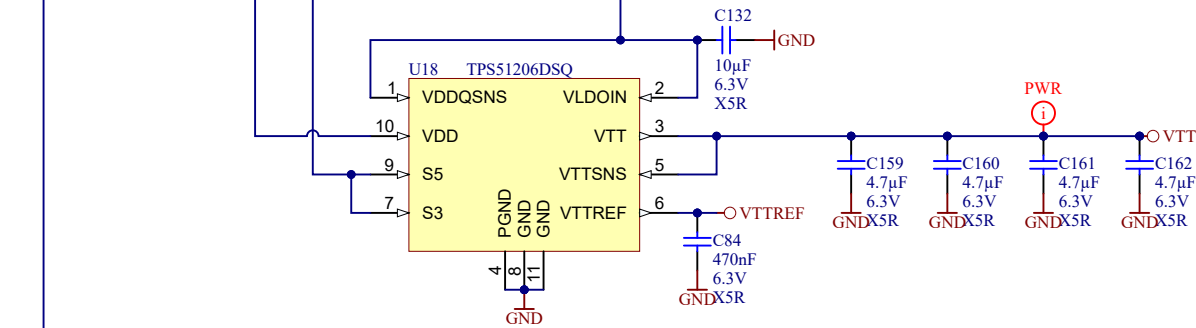 C132
GND
10µF
6.3V
X5R
U18 TPS51206DSQ
1 VDDQSNS VLDOIN 2
10 VDD VTT 3
9 S5 VTTSNS 5
7 S3 VTTREF 6
PGND
GND
GND
4
8
11
GND
VTTREF
C84
470nF
6.3V
X5R
GND
PWR
i
VTT
C159
4.7µF
6.3V
X5R
GND
C160
4.7µF
6.3V
X5R
GND
C161
4.7µF
6.3V
X5R
GND
C162
4.7µF
6.3V
X5R
GND